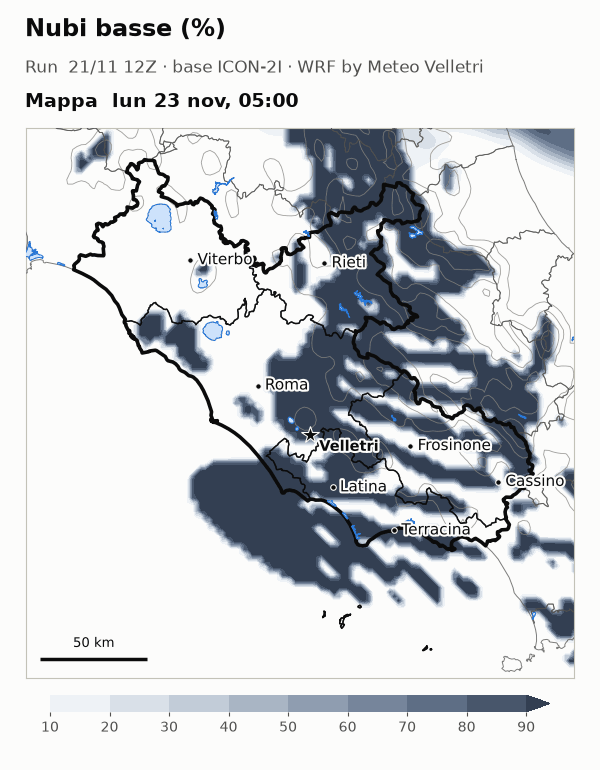 Nubi basse (%)
Run  21/11 12Z · base ICON-2I · WRF by Meteo Velletri
Mappa  lun 23 nov, 05:00
Viterbo
Rieti
Roma
Velletri
Frosinone
Latina
Cassino
Terracina
50 km
10 20 30 40 50 60 70 80 90